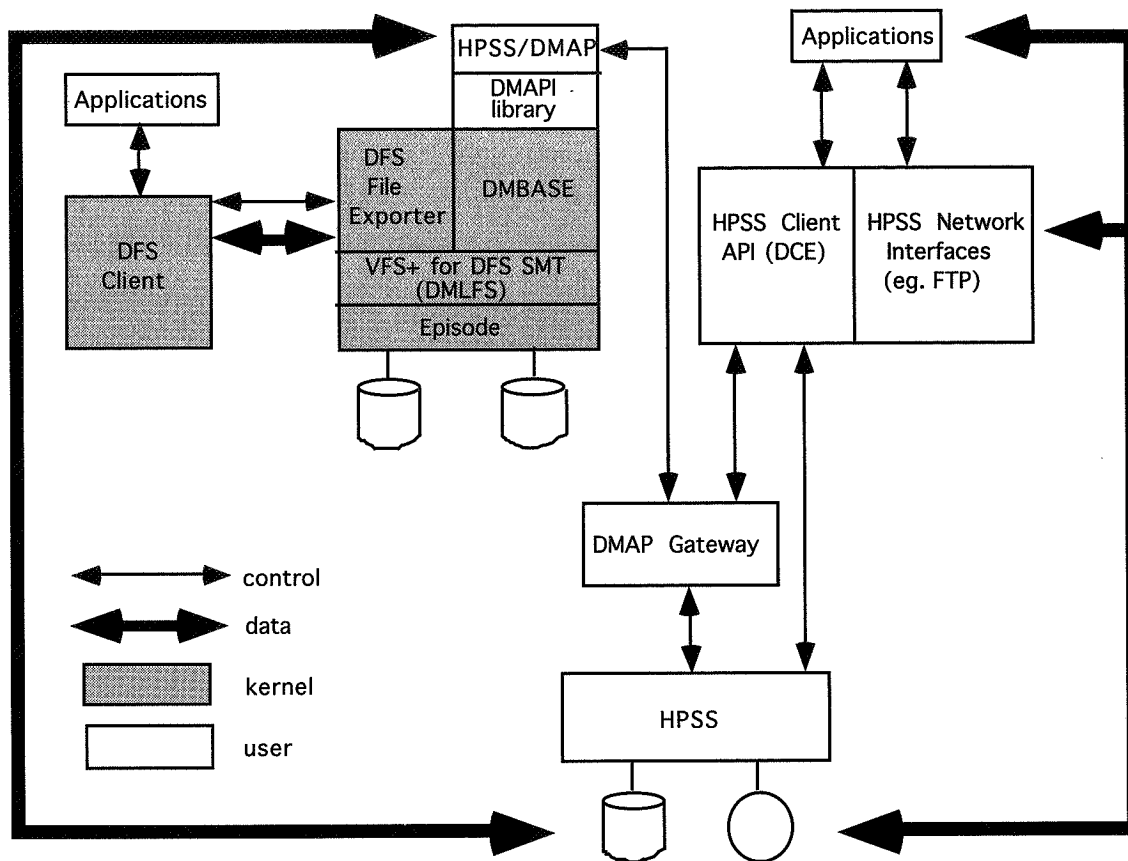 HPSS/DMAP
DMAPI
library
Applications
Applications
DFS
File
Exporter
DMBASE
DFS
Client
VFS+ for DFS SMT
(DMLFS)
Episode
HPSS Client
API (DCE)
HPSS Network
Interfaces
(eg. FTP)
DMAP Gateway
control
data
kernel
user
HPSS